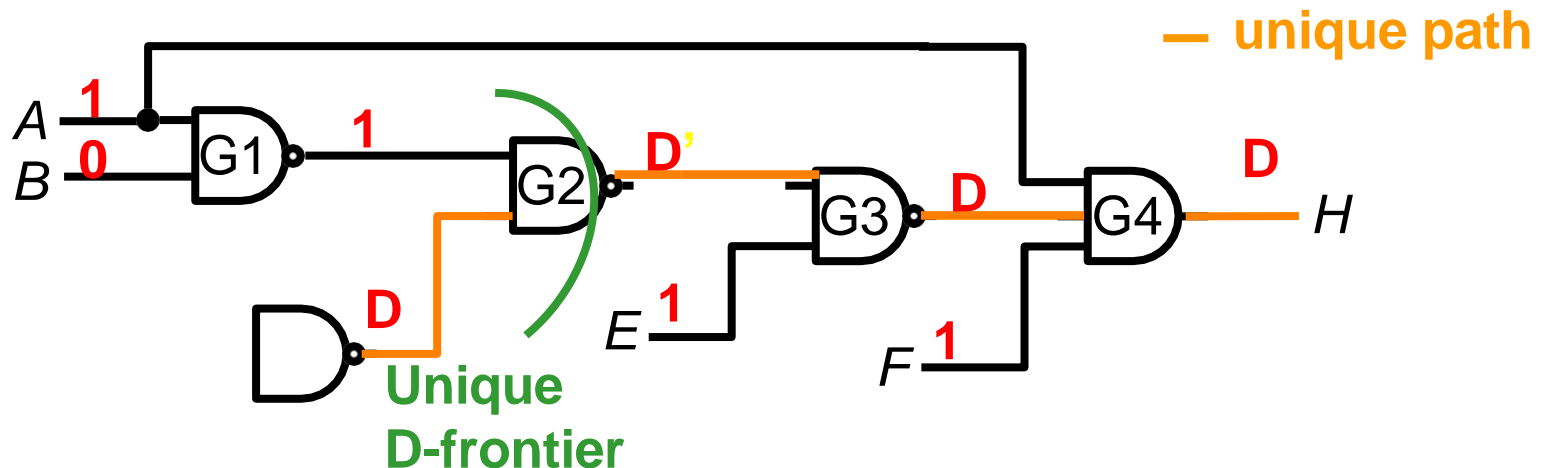 unique path
A 1
B 0
G1
1
G2
D’
G3
D
G4
D
H
D
E 1
F 1
Unique
D-frontier